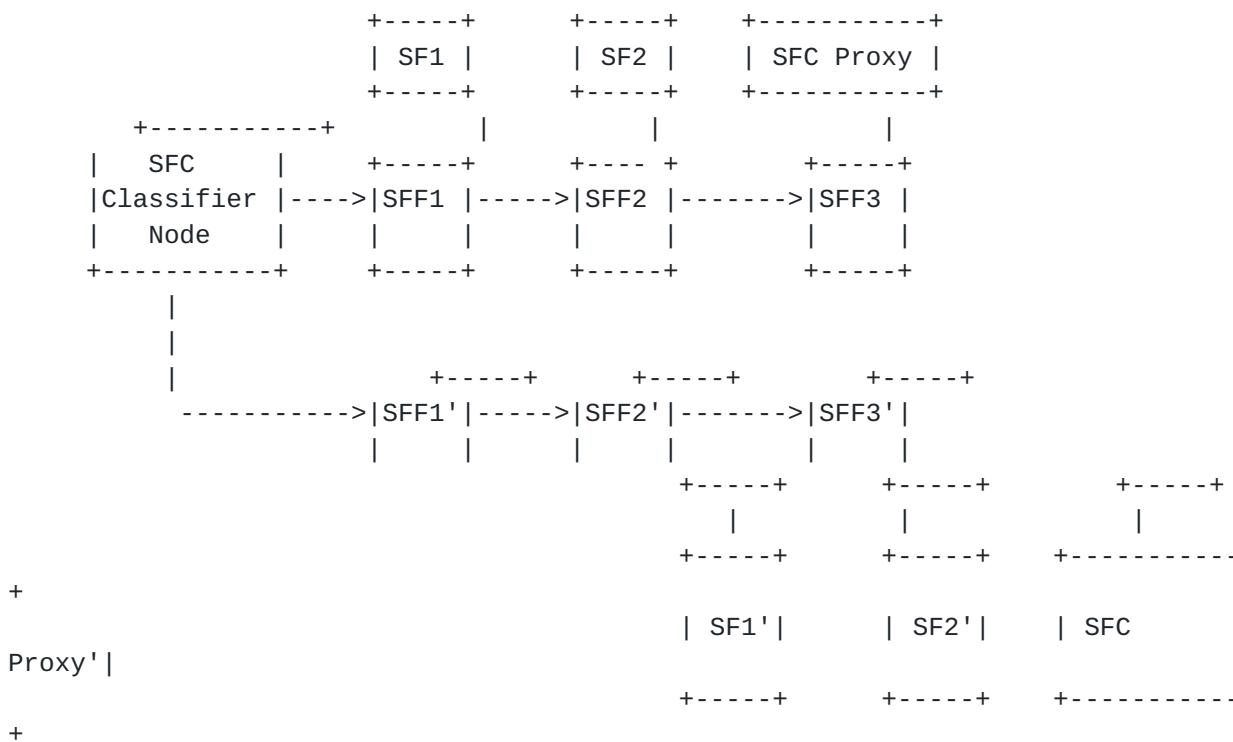 +-----+      +-----+    +-----------+
                       | SF1 |      | SF2 |    | SFC Proxy |
                       +-----+      +-----+    +-----------+
        +-----------+         |          |              |
     |   SFC     |     +-----+      +---- +        +-----+
     |Classifier |---->|SFF1 |----->|SFF2 |------->|SFF3 |
     |   Node    |     |     |      |     |        |     |
     +-----------+     +-----+      +-----+        +-----+
          |
          |
          |                +-----+      +-----+        +-----+
           ----------->|SFF1'|----->|SFF2'|------->|SFF3'|
                       |     |      |     |        |     |
                                           +-----+      +-----+        +-----+
                                              |          |              |
                                           +-----+      +-----+    +-----------
+
                                           | SF1'|      | SF2'|    | SFC
Proxy'|
                                           +-----+      +-----+    +-----------
+